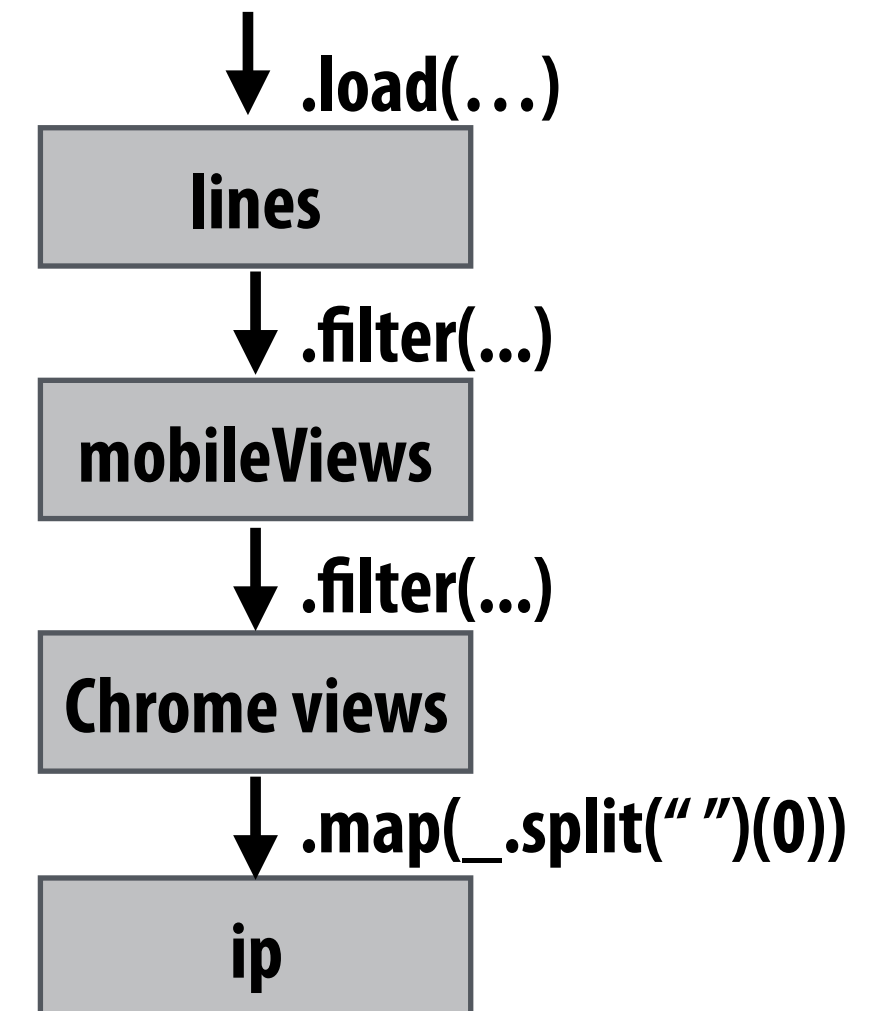 .load(...)
lines
.filter(...)
mobileViews
.filter(...)
Chrome views
.map(_.split(“ ”)(0))
ip